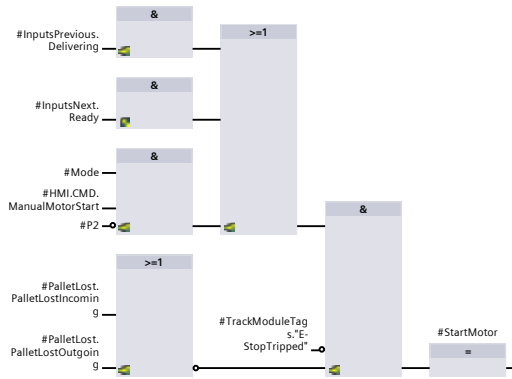 &
#InputsPrevious.
Delivering
>=1
&
#InputsNext.
Ready
&
#Mode
#HMI.CMD.
ManualMotorStart
#P2
&
>=1
#PalletLost.
PalletLostIncomin
g
#TrackModuleTag
s."E-
StopTripped"
#PalletLost.
PalletLostOutgoin
g
#StartMotor
=